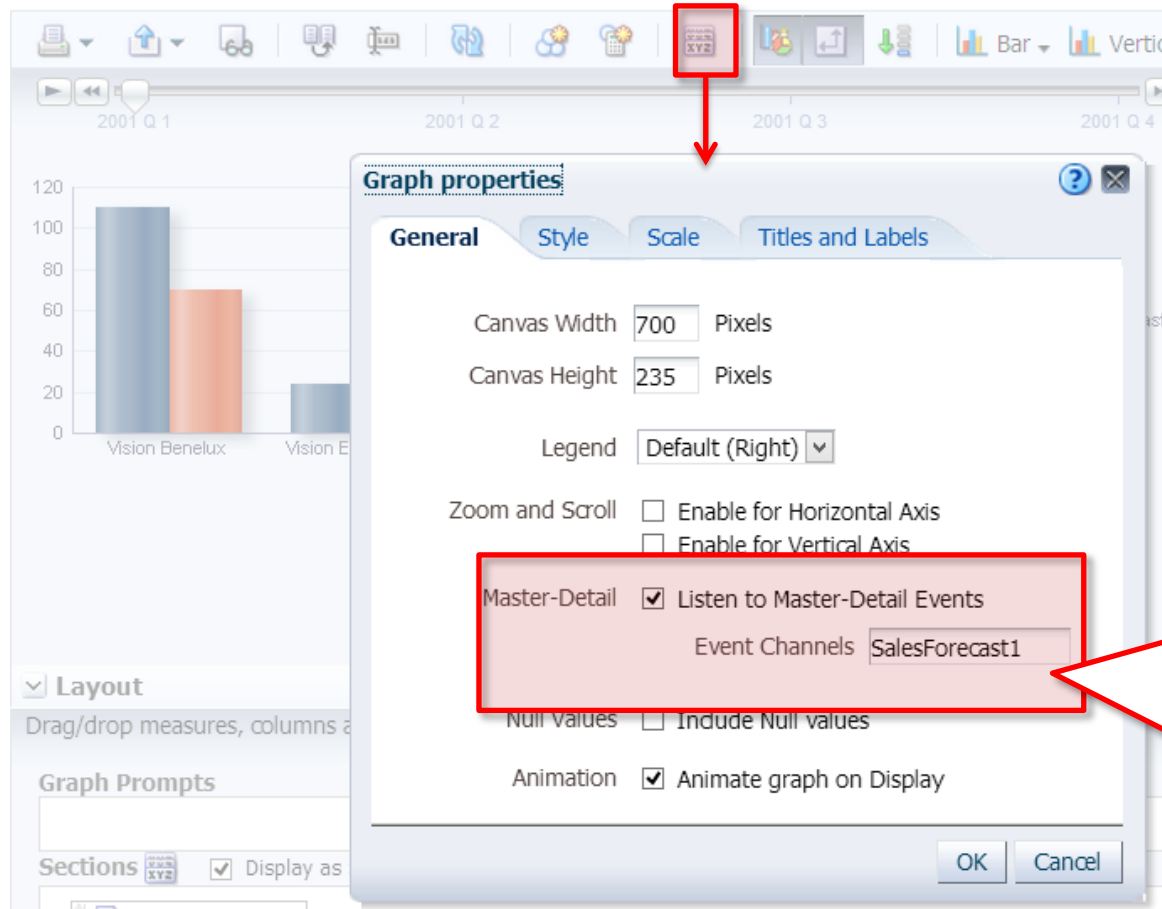 XYZ
Bar
2001 Q 1
2001 Q 2
2001 Q 3
2001 Q 4
120
100
80
60
40
20
0
Vision Benelux
Vision E
Graph properties
General
Style
Scale
Titles and Labels
Canvas Width 700 Pixels
Canvas Height 235 Pixels
Legend Default (Right)
Zoom and Scroll Enable for Horizontal Axis
Enable for Vertical Axis
Master-Detail Listen to Master-Detail Events
Event Channels SalesForecast1
Null Values Include Null values
Animation Animate graph on Display
OK Cancel
Layout
Drag/drop measures, columns
Graph Prompts
Sections XYZ Display as